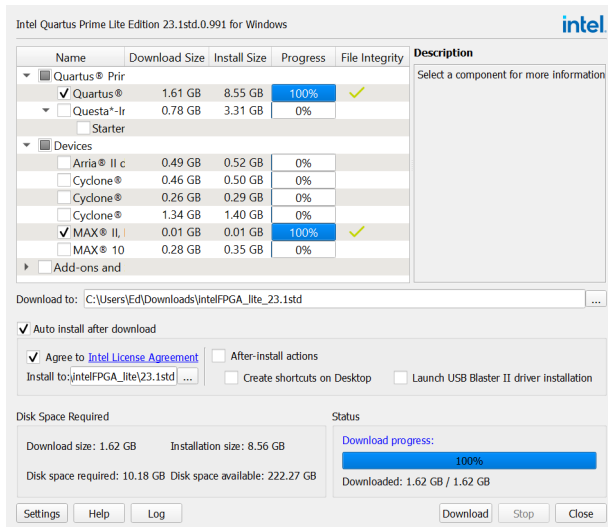 Intel Quartus Prime Lite Edition 23.1std.0.991 for Windows
intel.
Name Download Size Install Size Progress File Integrity
Quartus® Prir
Quartus® 1.61 GB 8.55 GB 100%
Questa*-Ir 0.78 GB 3.31 GB 0%
Starter
Devices
Arria® II c 0.49 GB 0.52 GB 0%
Cyclone® 0.46 GB 0.50 GB 0%
Cyclone® 0.26 GB 0.29 GB 0%
Cyclone® 1.34 GB 1.40 GB 0%
MAX® II, 0.01 GB 0.01 GB 100%
MAX® 10 0.28 GB 0.35 GB 0%
Add-ons and
Description
Select a component for more information
Download to: C:\Users\Ed\Downloads\intelFPGA_lite_23.1std ...
Auto install after download
Agree to Intel License Agreement
Install to: \intelFPGA_lite\23.1std ...
After-install actions
Create shortcuts on Desktop Launch USB Blaster II driver installation
Disk Space Required
Download size: 1.62 GB Installation size: 8.56 GB
Disk space required: 10.18 GB Disk space available: 222.27 GB
Status
Download progress:
100%
Downloaded: 1.62 GB / 1.62 GB
Settings Help Log Download Stop Close